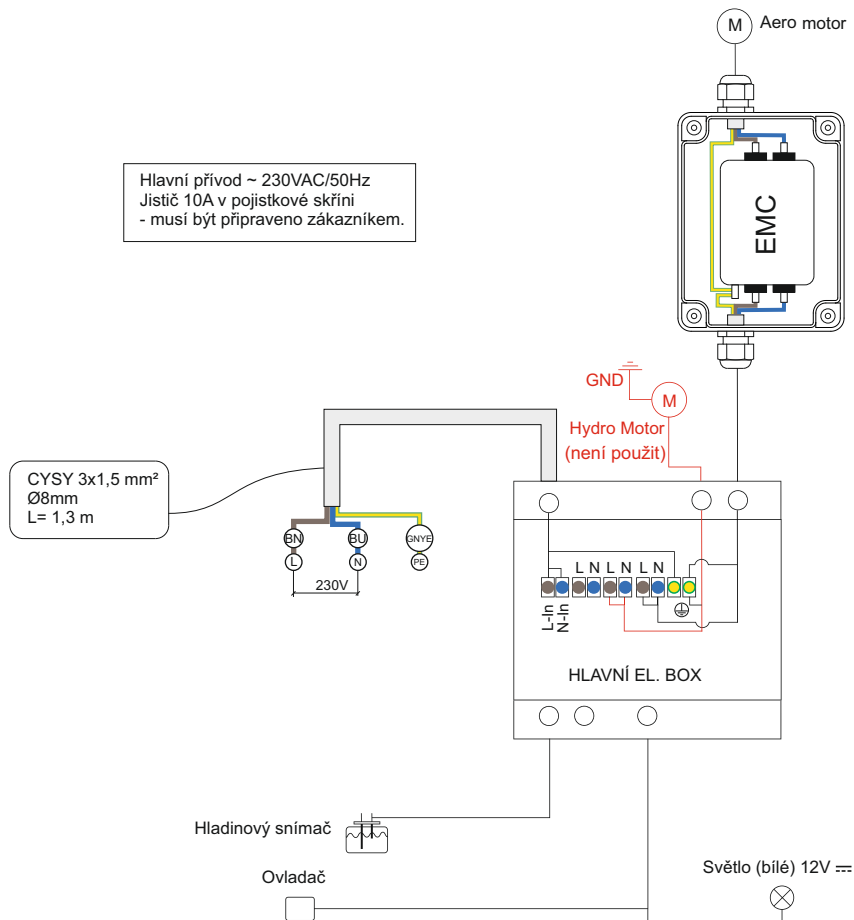 M
Aero motor
Hlavní přívod ~ 230VAC/50Hz
Jistič 10A v pojistkové skříni
- musí být připraveno zákazníkem.
EMC
GND
M
Hydro Motor
(není použit)
CYSY 3x1,5 mm²
Ø8mm
L= 1,3 m
BN
BU
GNYE
L
N
PE
230V
L N L N L N
L-In
N-In
HLAVNÍ EL. BOX
Hladinový snímač
Ovladač
Světlo (bílé) 12V